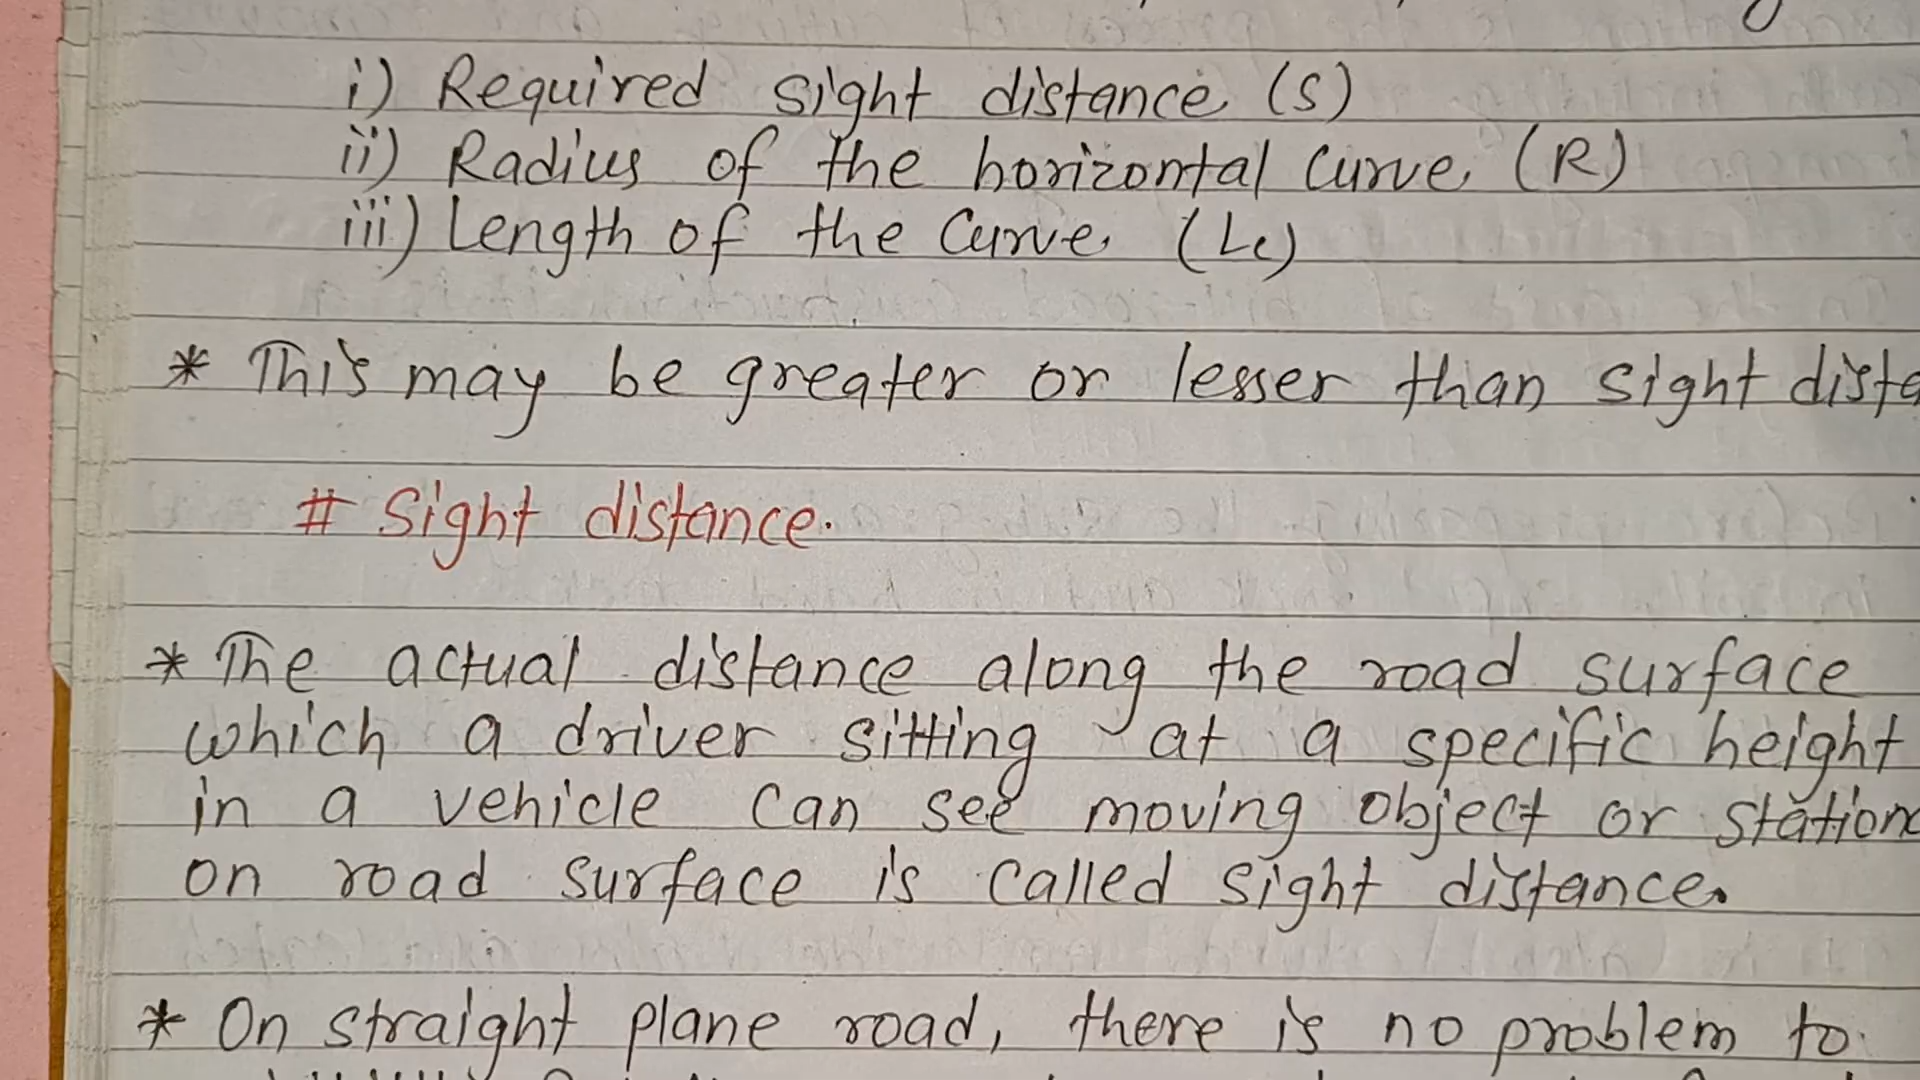 i) Required sight distance (S)
ii) Radius of the horizontal curve. (R)
iii) Length of the Curve. (Lc)
* This may be greater or lesser than sight dista
# Sight distance.
* The actual distance along the road surface
which a driver sitting at a specific height
in a vehicle can see moving object or stationa
on road surface is called sight distance.
* On straight plane road, there is no problem to